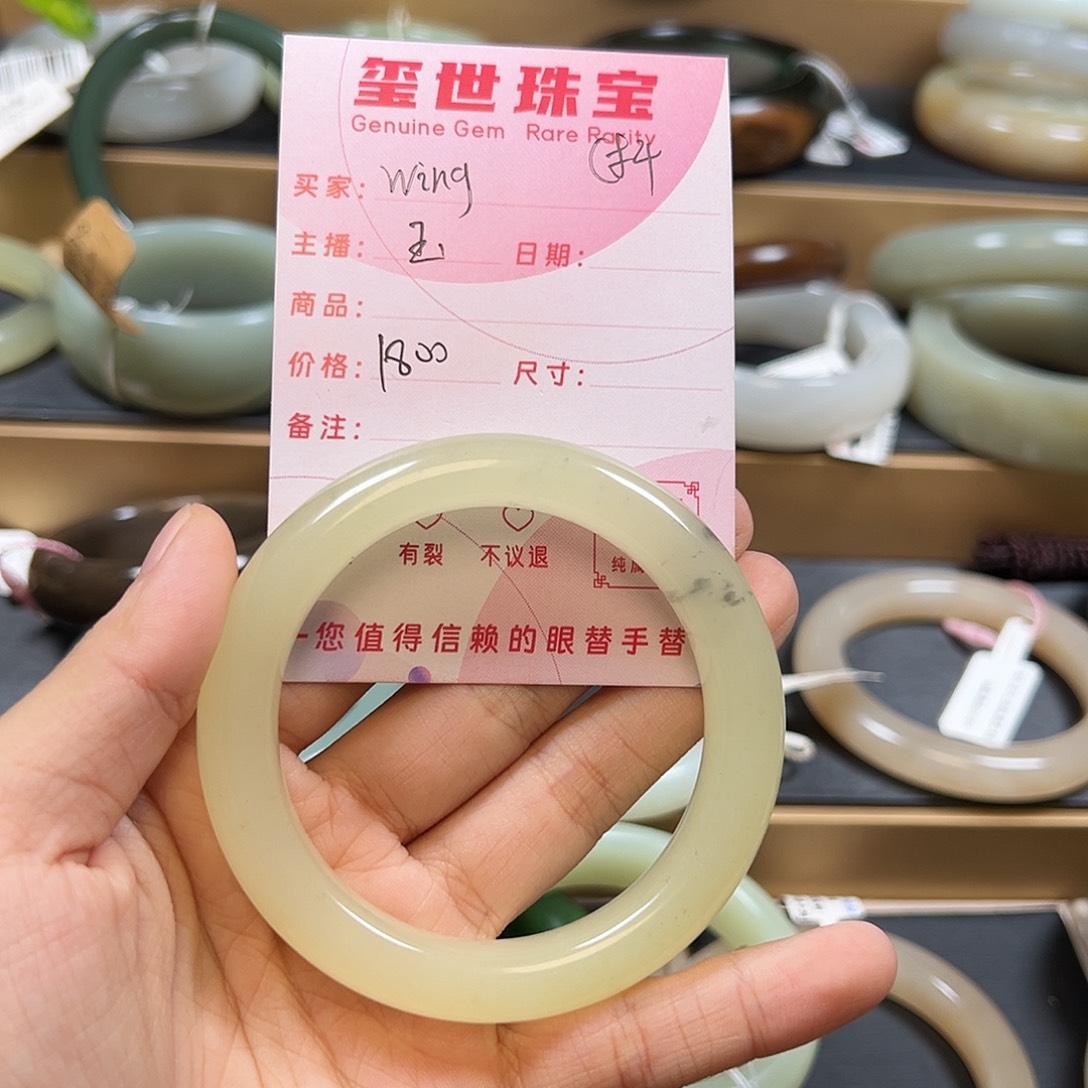 玺世珠宝
Genuine Gem Rare Rarity
买家: Wing
主播: 玉 日期:
商品:
价格: 1800 尺寸:
备注:
有裂 不议退
您值得信赖的眼替手替